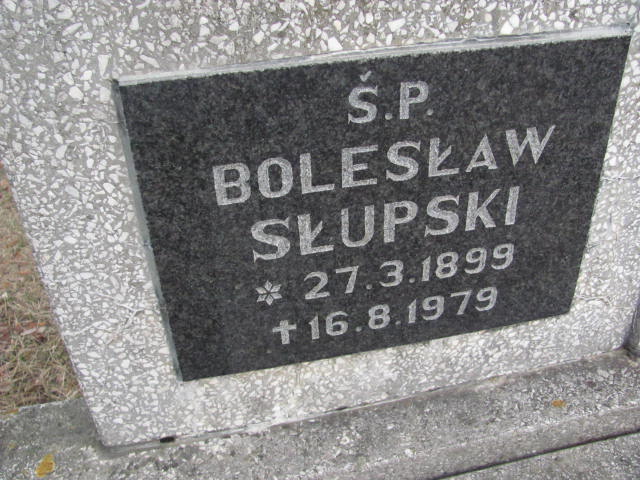 Ś.P.
BOLESŁAW
SŁUPSKI
* 27.3.1899
✝ 16.8.1979